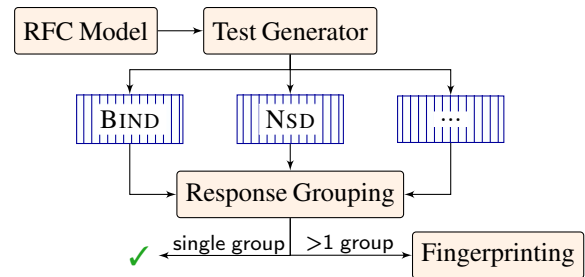 RFC Model
Test Generator
BIND
NSD
...
Response Grouping
single group
>1 group
Fingerprinting